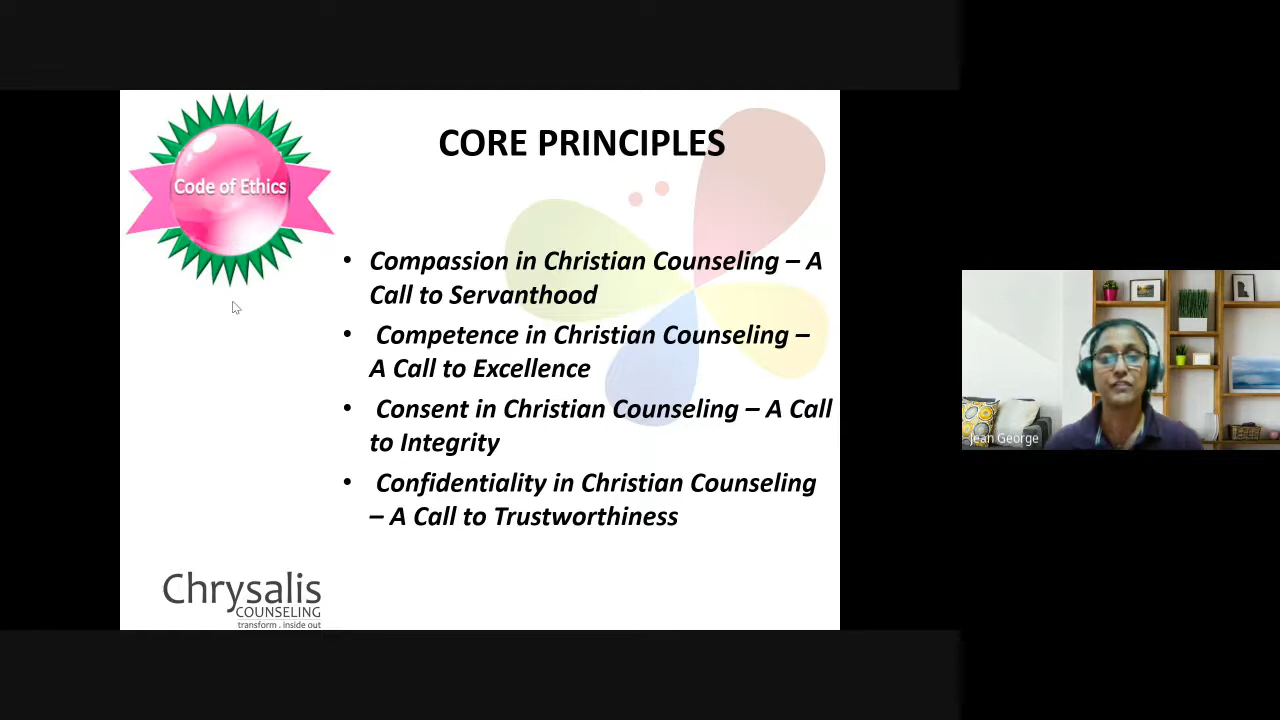 CORE PRINCIPLES
Code of Ethics
• Compassion in Christian Counseling – A
Call to Servanthood
• Competence in Christian Counseling –
A Call to Excellence
• Consent in Christian Counseling – A Call
to Integrity
• Confidentiality in Christian Counseling
– A Call to Trustworthiness
Jean George
Chrysalis
COUNSELING
transform . inside out